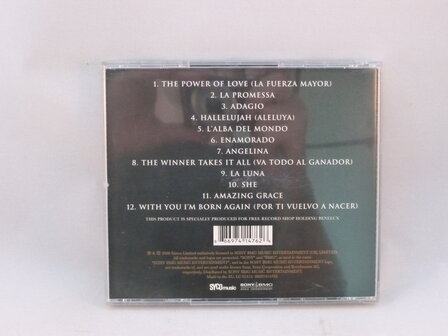 1. THE POWER OF LOVE (LA FUERZA MAYOR)
2. LA PROMESSA
3. ADAGIO
4. HALLELUJAH (ALELUYA)
5. L'ALBA DEL MONDO
6. ENAMORADO
7. ANGELINA
8. THE WINNER TAKES IT ALL (VA TODO AL GANADOR)
9. LA LUNA
10. SHE
11. AMAZING GRACE
12. WITH YOU I'M BORN AGAIN (POR TI VUELVO A NACER)
THIS PRODUCT IS SPECIALLY PRODUCED FOR FREE RECORD SHOP HOLDING BENELUX
SYCOmusic
SONY BMG
MUSIC ENTERTAINMENT